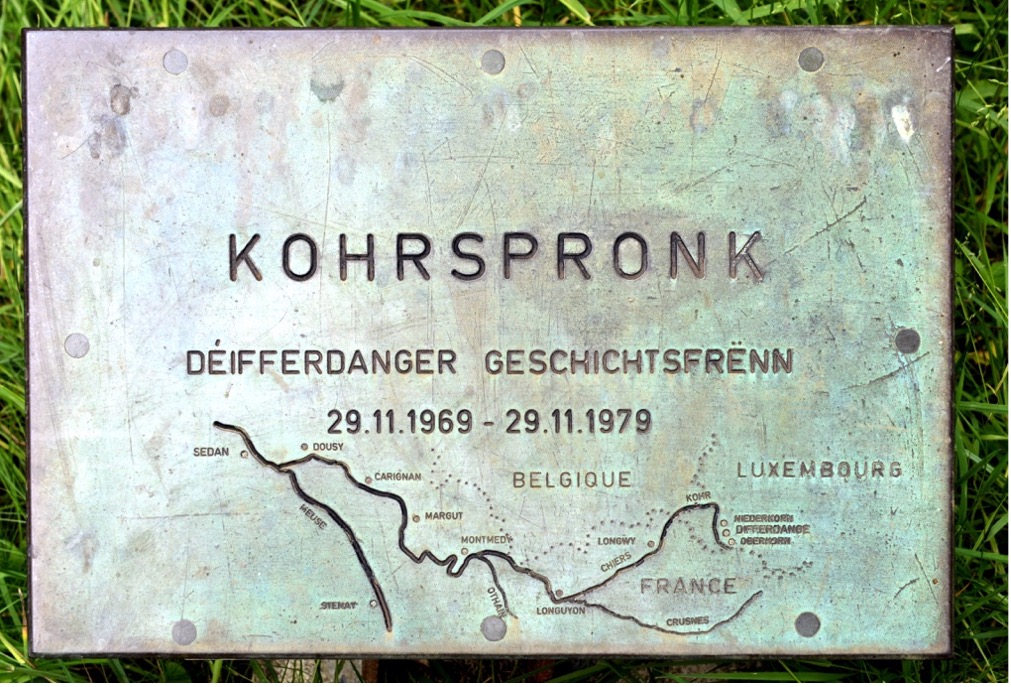 KOHRSPRONK
DÉIFFERDANGER GESCHICHTSFRËNN
29.11.1969 - 29.11.1979
SEDAN
DOUSY
CARIGNAN
BELGIQUE
LUXEMBOURG
MEUSE
MARGUT
KOHR
NIEDERKORN
DIFFERDANGE
OBERKORN
MONTMEDY
LONGWY
CHIERS
FRANCE
STENAY
OTHAIN
LONGUYON
CRUSNES